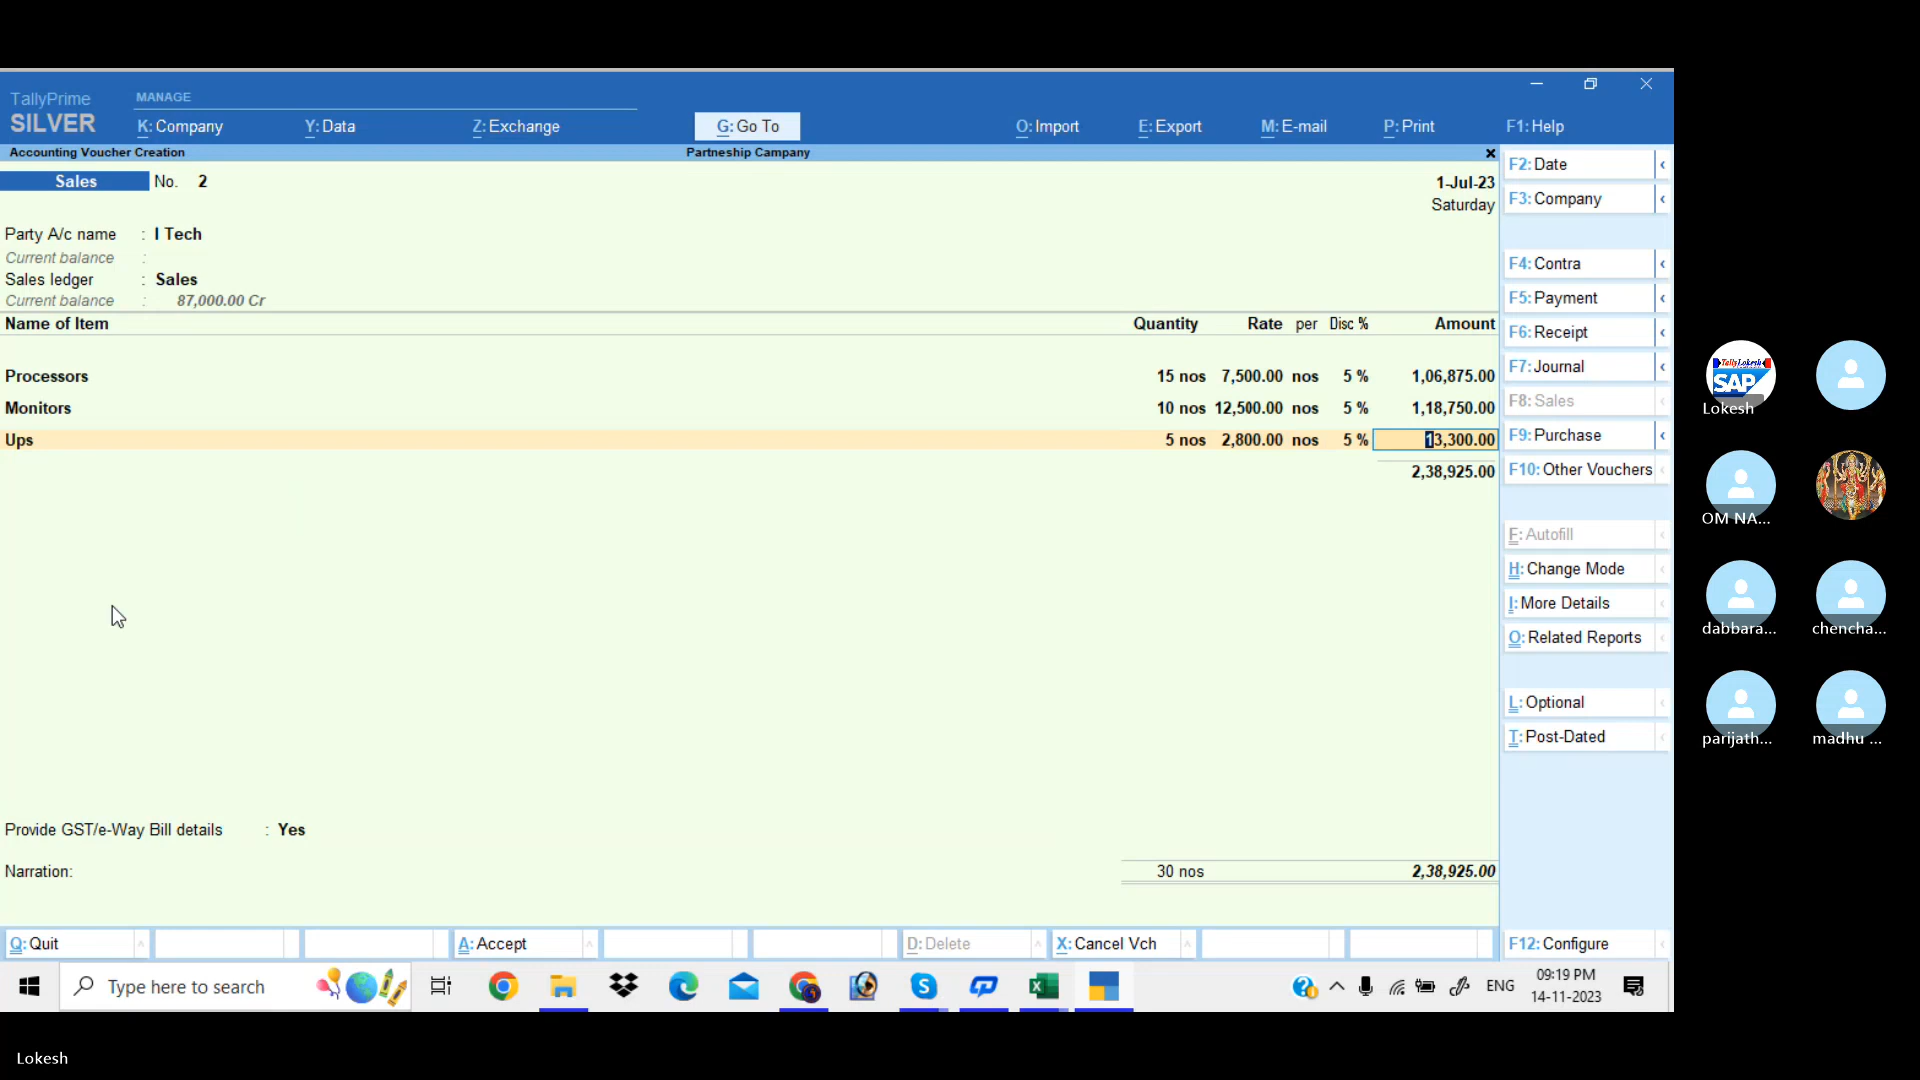 TallyPrime
SILVER
MANAGE
K: Company
Y: Data
Z: Exchange
G: Go To
O: Import
E: Export
M: E-mail
P: Print
F1: Help
Accounting Voucher Creation
Partneship Campany
Sales No. 2
1-Jul-23
Saturday
Party A/c name : I Tech
Current balance :
Sales ledger : Sales
Current balance : 87,000.00 Cr
Name of Item Quantity Rate per Disc % Amount
Processors 15 nos 7,500.00 nos 5 % 1,06,875.00
Monitors 10 nos 12,500.00 nos 5 % 1,18,750.00
Ups 5 nos 2,800.00 nos 5 % 13,300.00
2,38,925.00
Provide GST/e-Way Bill details : Yes
Narration:
30 nos 2,38,925.00
Q: Quit
A: Accept
D: Delete
X: Cancel Vch
F2: Date
F3: Company
F4: Contra
F5: Payment
F6: Receipt
F7: Journal
F8: Sales
F9: Purchase
F10: Other Vouchers
F: Autofill
H: Change Mode
I: More Details
O: Related Reports
L: Optional
T: Post-Dated
F12: Configure
Type here to search
ENG
09:19 PM
14-11-2023
TallyLokesh
SAP
Lokesh
OM NA...
dabbara...
chencha...
parijath...
madhu ...
Lokesh